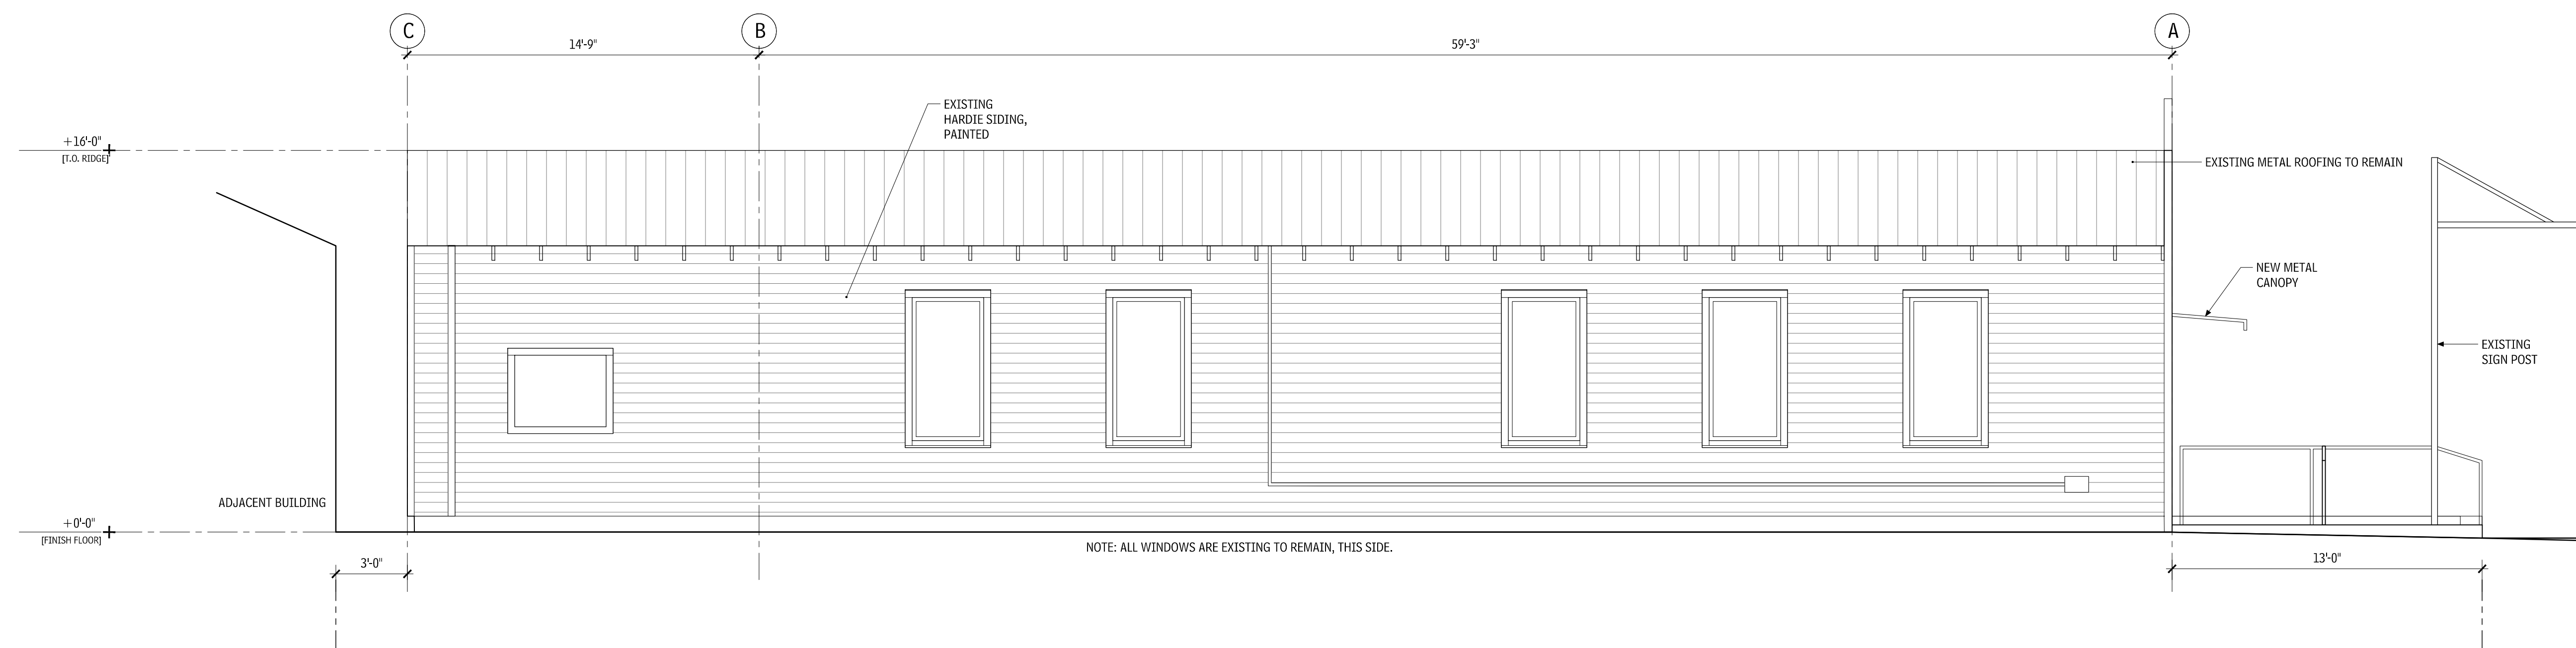 C
B
A
14'-9"
59'-3"
EXISTING
HARDIE SIDING,
PAINTED
+16'-0"
[T.O. RIDGE]
EXISTING METAL ROOFING TO REMAIN
NEW METAL
CANOPY
EXISTING
SIGN POST
ADJACENT BUILDING
+0'-0"
[FINISH FLOOR]
NOTE: ALL WINDOWS ARE EXISTING TO REMAIN, THIS SIDE.
3'-0"
13'-0"